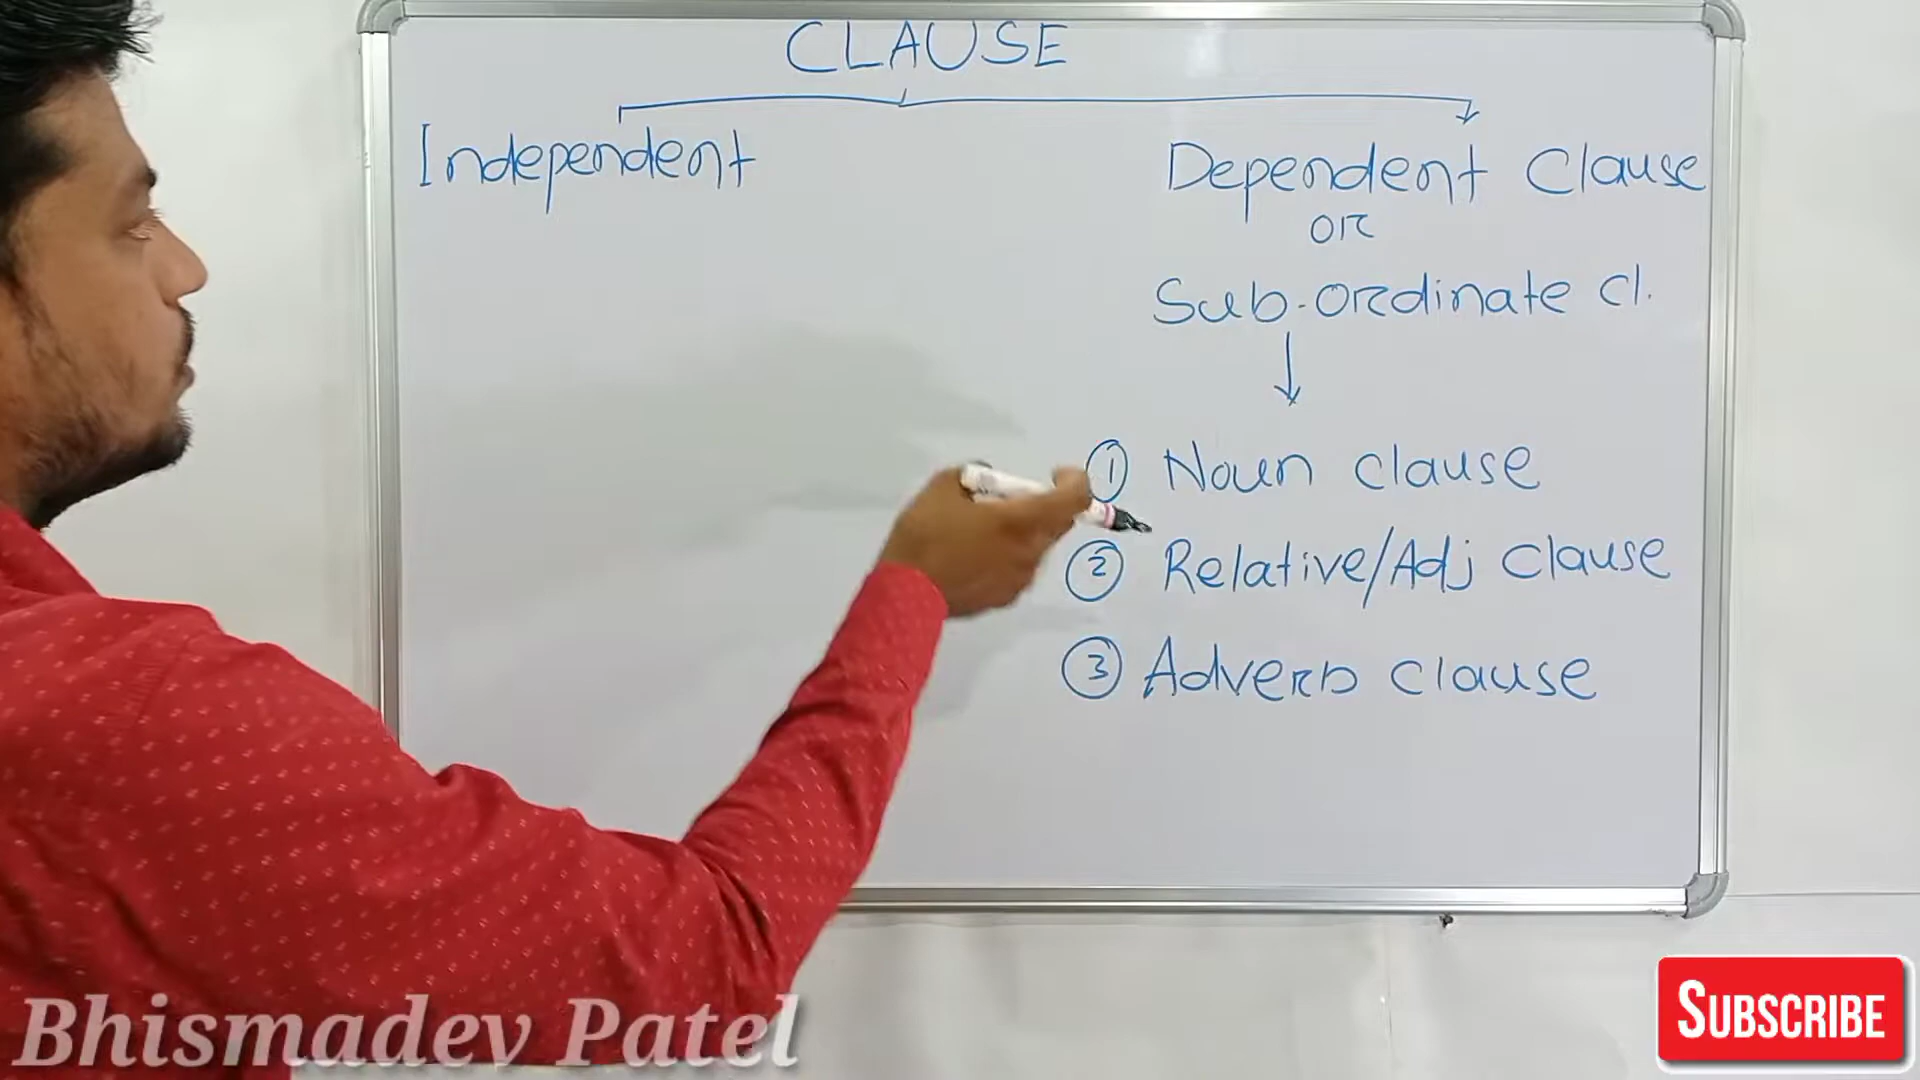 CLAUSE
Independent
Dependent Clause
OR
Sub-ordinate cl.
① Noun clause
② Relative/Adj clause
③ Adverb clause
Bhismadev Patel
SUBSCRIBE